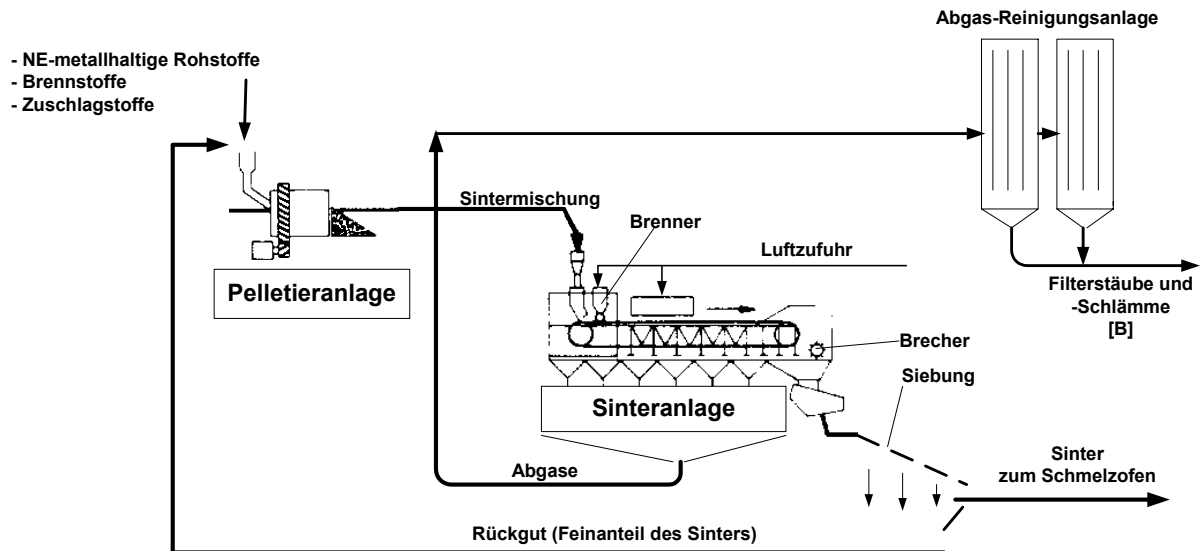 Abgas-Reinigungsanlage
- NE-metallhaltige Rohstoffe
- Brennstoffe
- Zuschlagstoffe
Sintermischung
Brenner
Luftzufuhr
Pelletieranlage
Filterstäube und
-Schlämme
[B]
Brecher
Siebung
Sinteranlage
Sinter
zum Schmelzofen
Abgase
Rückgut (Feinanteil des Sinters)